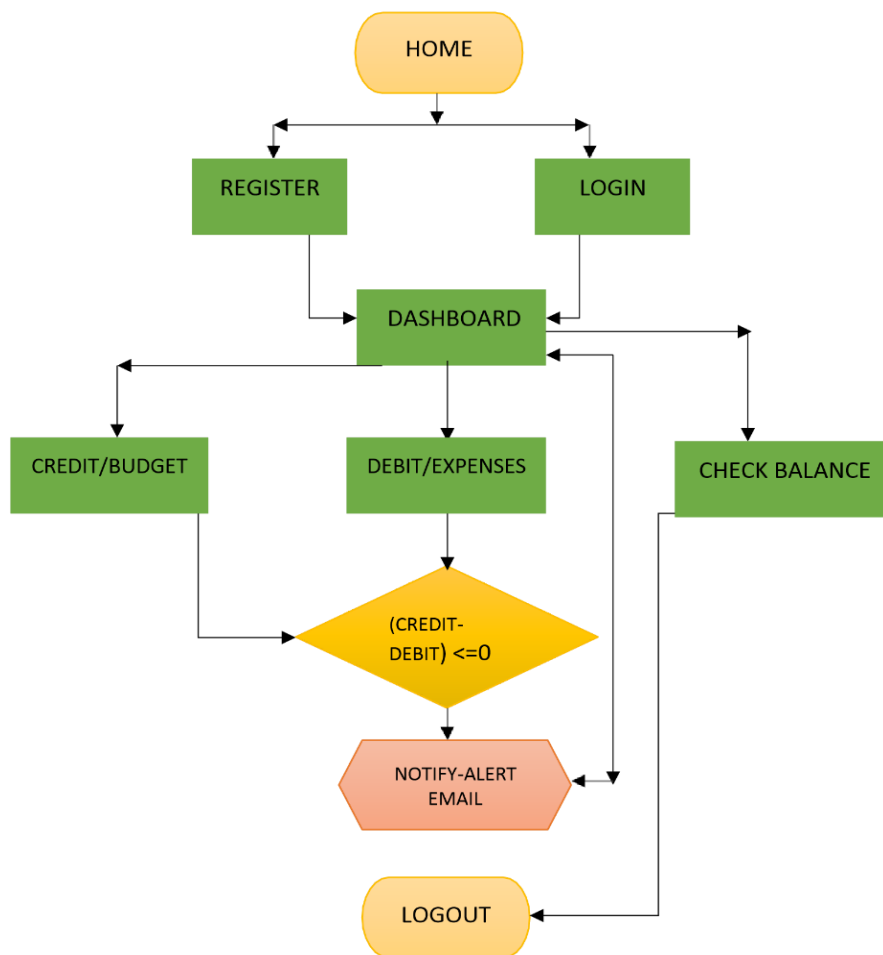 HOME
REGISTER
LOGIN
DASHBOARD
CREDIT/BUDGET
DEBIT/EXPENSES
CHECK BALANCE
(CREDIT-
DEBIT) <=0
NOTIFY-ALERT
EMAIL
LOGOUT